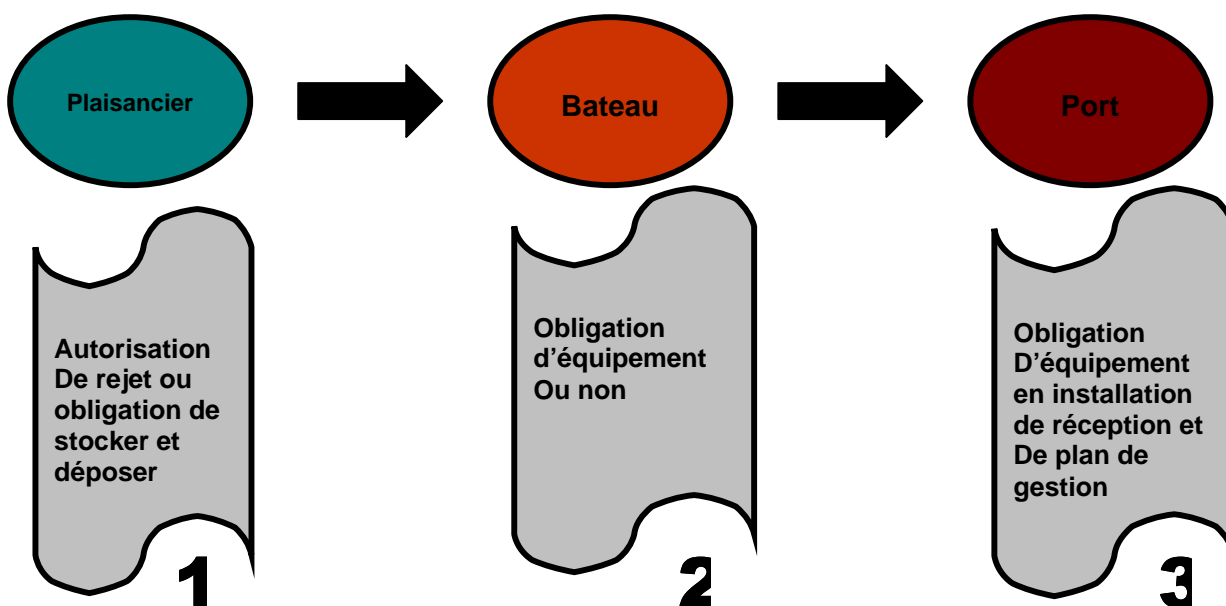 Plaisancier
Bateau
Port
Autorisation
De rejet ou
obligation de
stocker et
déposer
Obligation
d’équipement
Ou non
Obligation
D’équipement
en installation
de réception et
De plan de
gestion
1
2
3